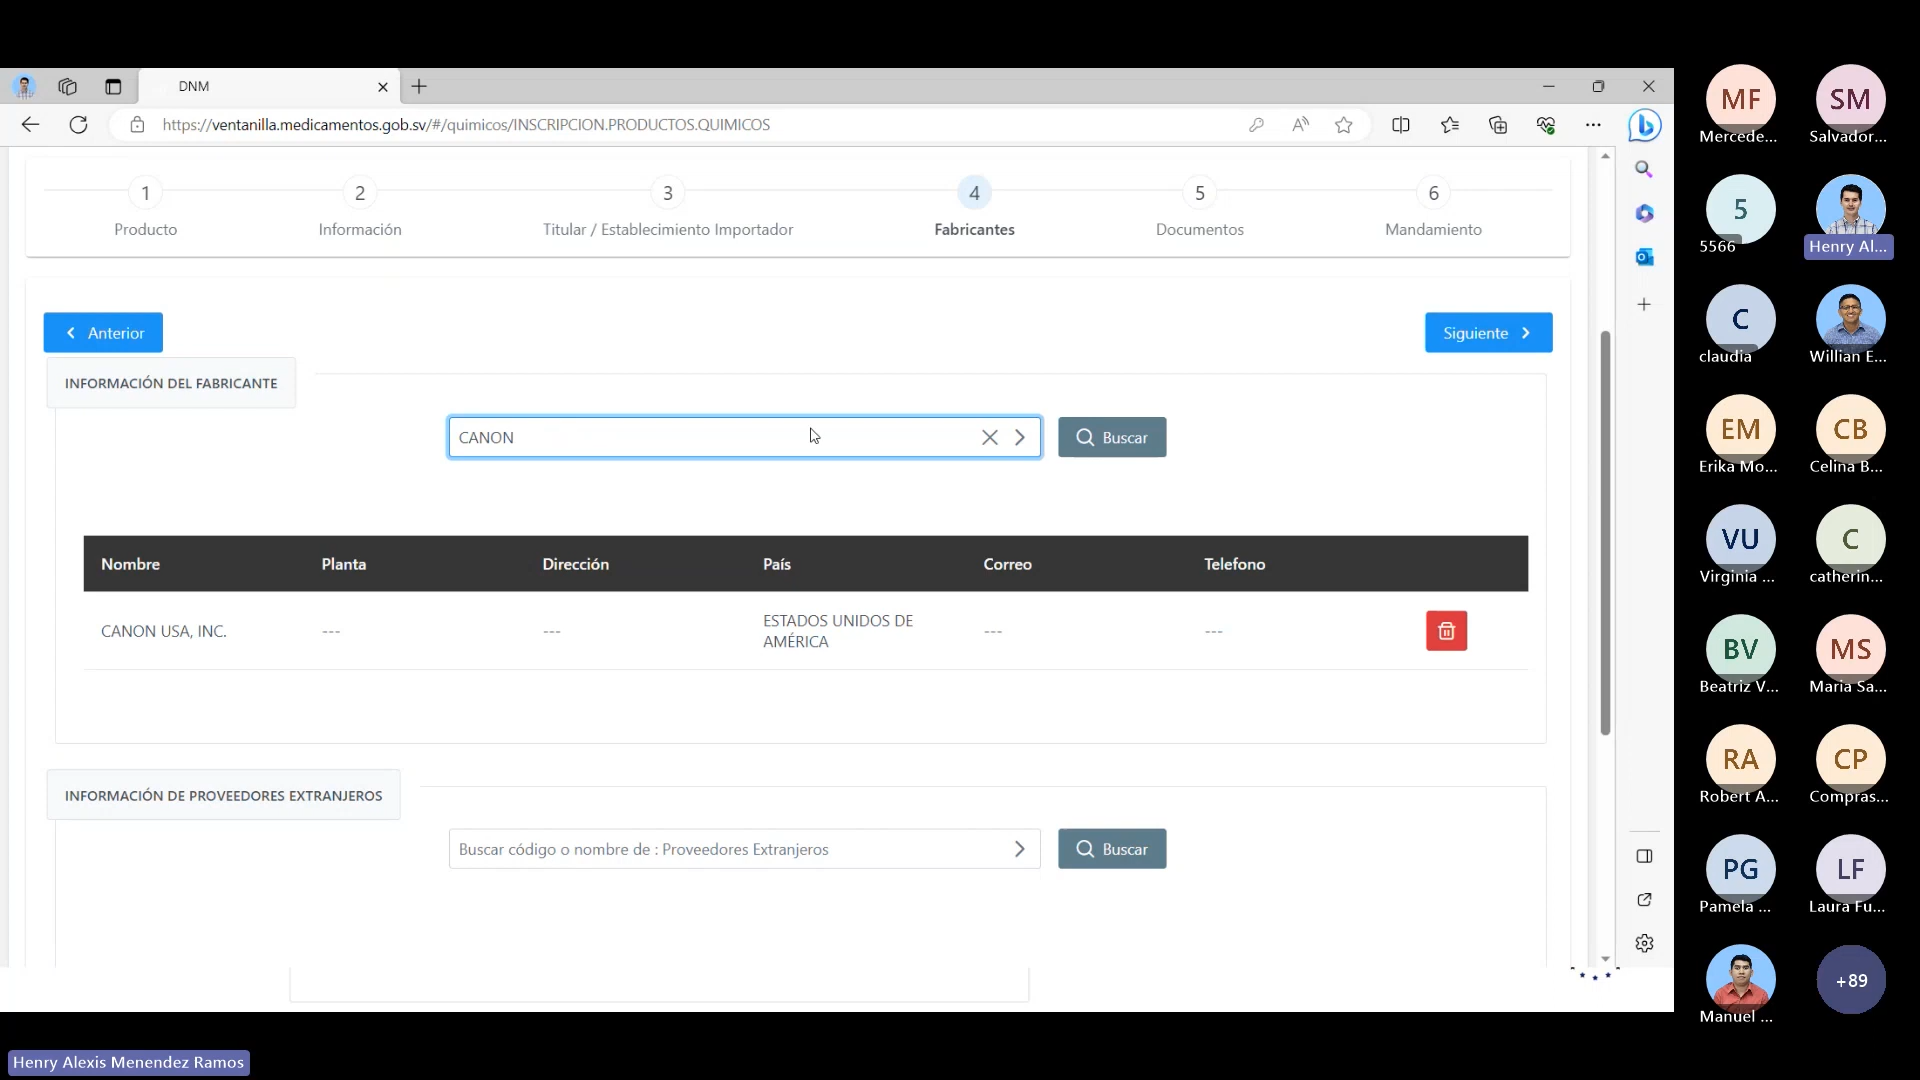 DNM
https://ventanilla.medicamentos.gob.sv/#/quimicos/INSCRIPCION.PRODUCTOS.QUIMICOS
1
2
3
4
5
6
Producto
Información
Titular / Establecimiento Importador
Fabricantes
Documentos
Mandamiento
Anterior
Siguiente
INFORMACIÓN DEL FABRICANTE
CANON
Buscar
Nombre
Planta
Dirección
País
Correo
Telefono
CANON USA, INC.
---
---
ESTADOS UNIDOS DE
AMÉRICA
---
---
INFORMACIÓN DE PROVEEDORES EXTRANJEROS
Buscar código o nombre de : Proveedores Extranjeros
Buscar
MF
Mercede...
SM
Salvador...
5
5566
Henry Al...
C
claudia
Willian E...
EM
Erika Mo...
CB
Celina B...
VU
Virginia ...
C
catherin...
BV
Beatriz V...
MS
Maria Sa...
RA
Robert A...
CP
Compras...
PG
Pamela ...
LF
Laura Fu...
Manuel ...
+89
Henry Alexis Menendez Ramos